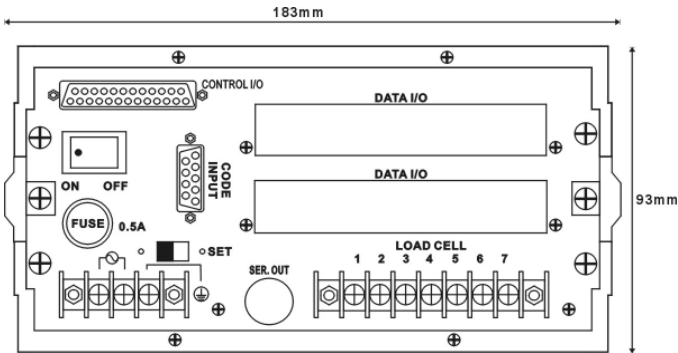 183mm
CONTROL I/O
DATA I/O
CODE INPUT
ON OFF
DATA I/O
93mm
FUSE 0.5A
SET
LOAD CELL
SER. OUT
1 2 3 4 5 6 7